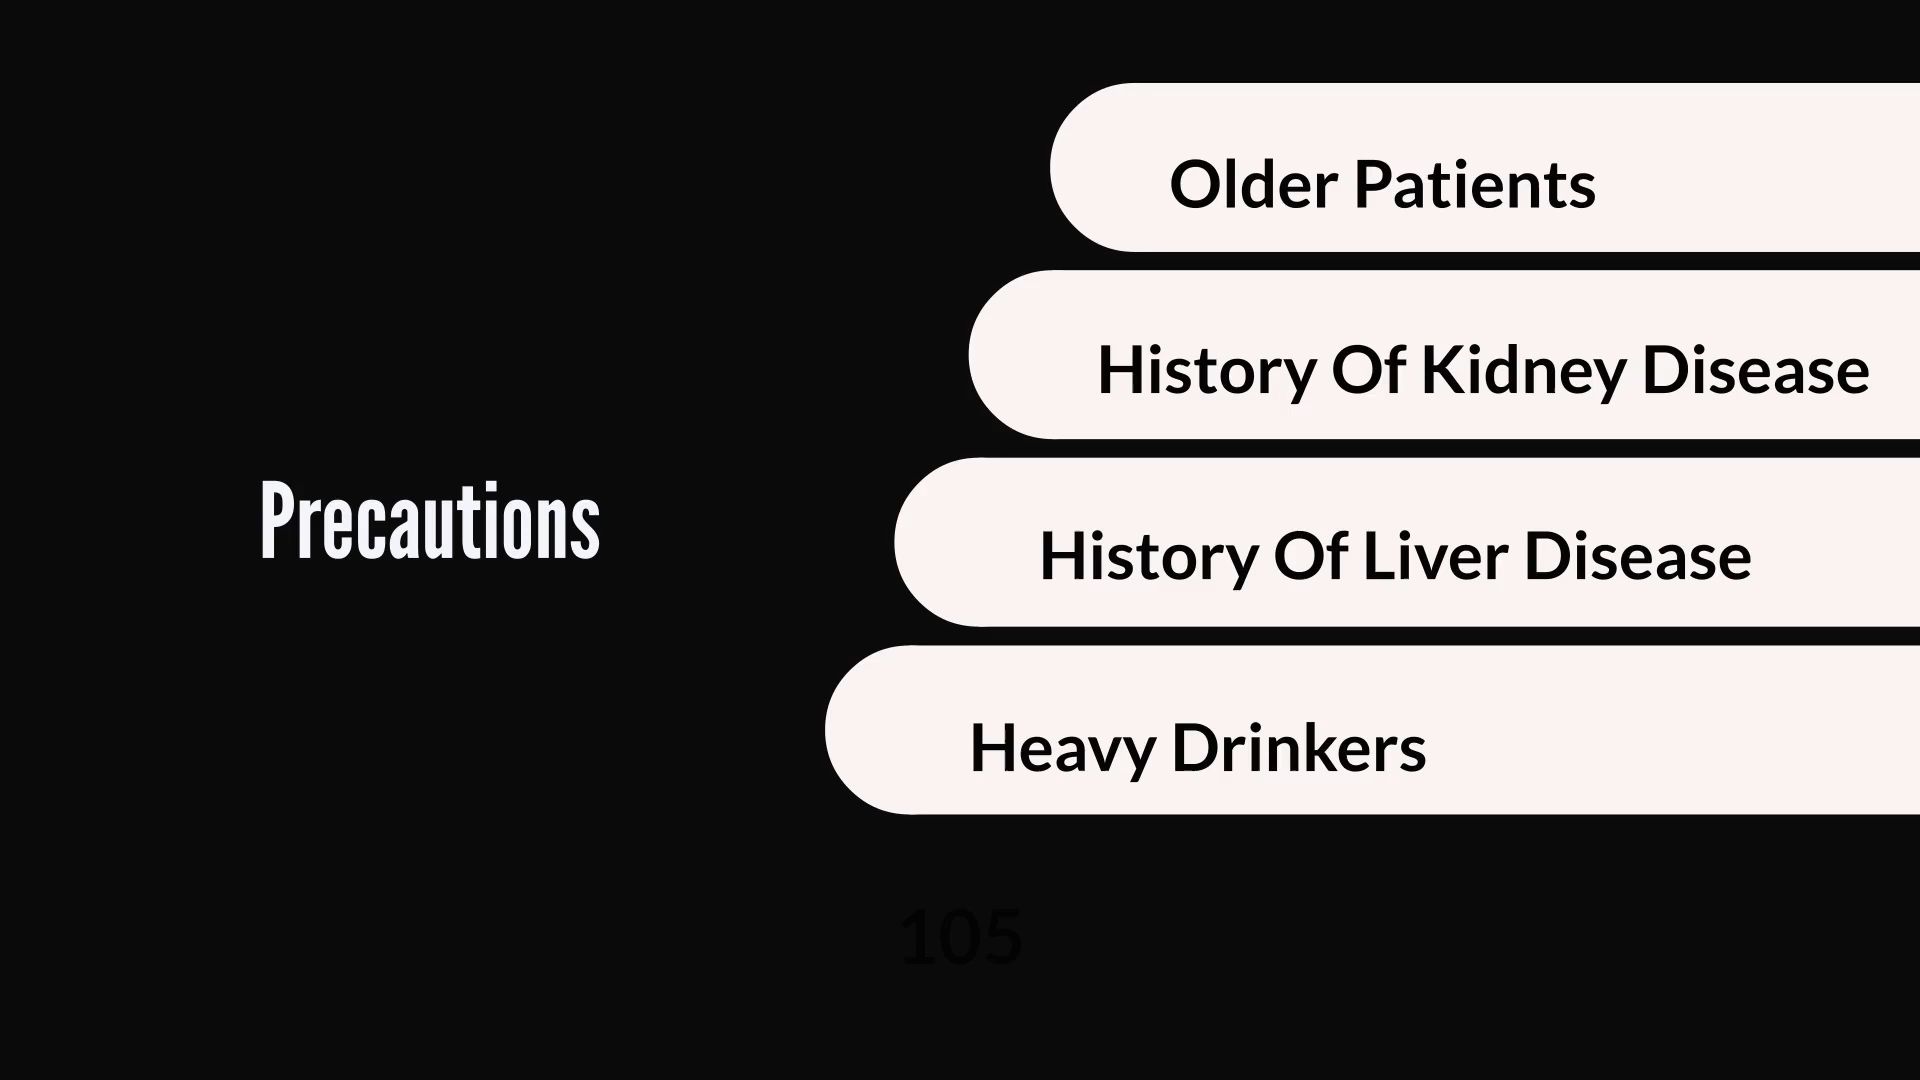 Precautions
Older Patients
History Of Kidney Disease
History Of Liver Disease
Heavy Drinkers
105